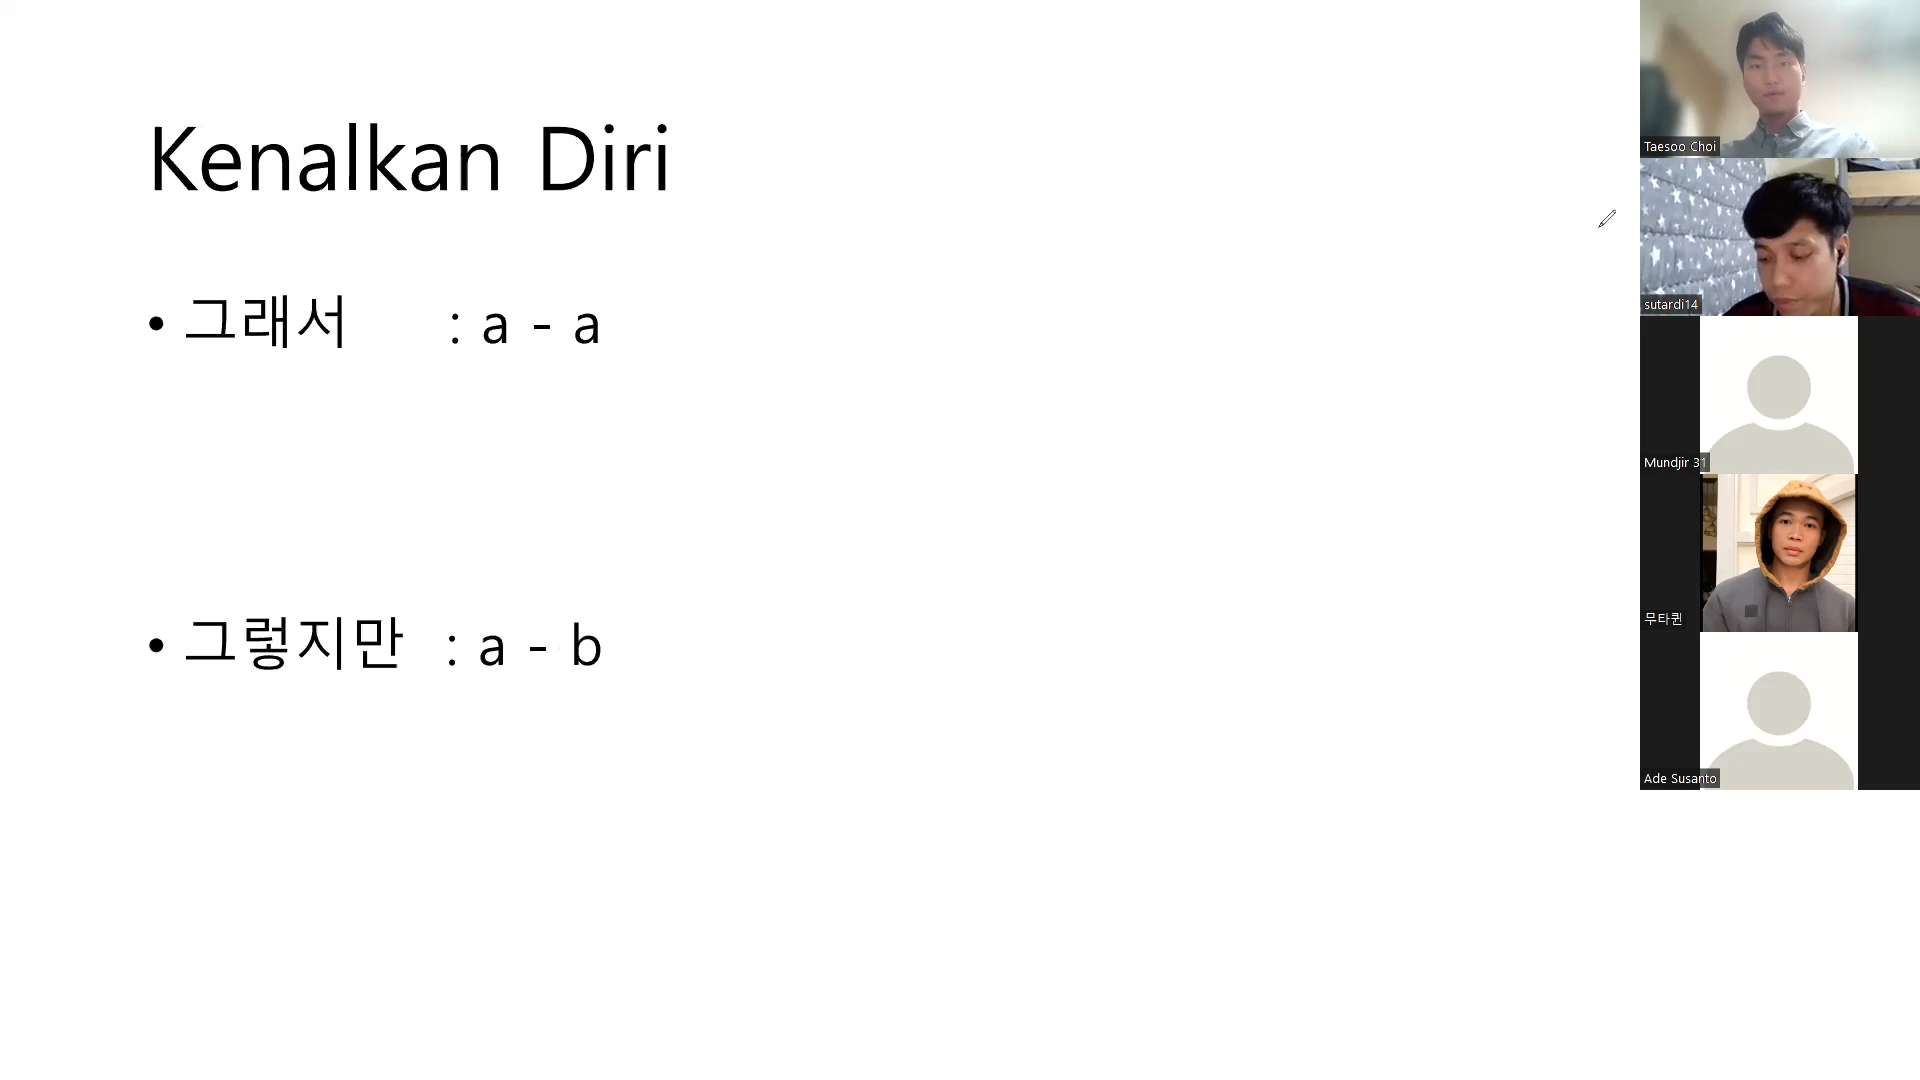 Kenalkan Diri
• 그래서 : a - a
• 그렇지만 : a - b
Taesoo Choi
sutardi14
Mundjir 31
무타퀸
Ade Susanto